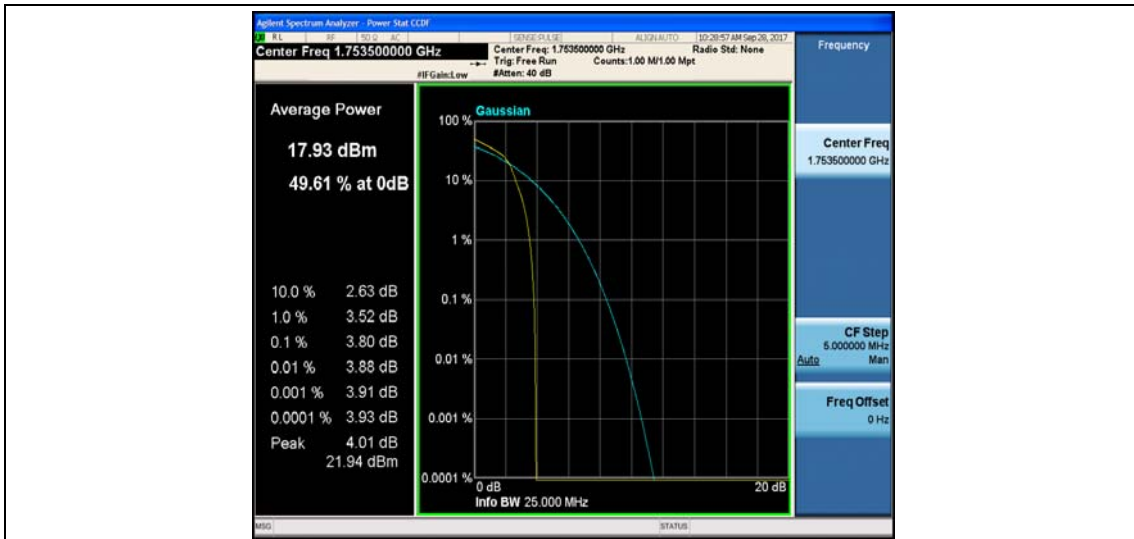 Agilent Spectrum Analyzer - Power Stat CCDF
RL RF 50 Ω AC SENSE:PULSE ALIGN AUTO 10:28:57 AM Sep 28, 2017
Center Freq 1.753500000 GHz
Center Freq: 1.753500000 GHz Radio Std: None
Trig: Free Run Counts:1.00 M/1.00 Mpt
#IFGain:Low #Atten: 40 dB
Frequency
Average Power
17.93 dBm
49.61 % at 0dB
10.0 % 2.63 dB
1.0 % 3.52 dB
0.1 % 3.80 dB
0.01 % 3.88 dB
0.001 % 3.91 dB
0.0001 % 3.93 dB
Peak 4.01 dB
21.94 dBm
Gaussian
100 %
10 %
1 %
0.1 %
0.01 %
0.001 %
0.0001 %
0 dB 20 dB
Info BW 25.000 MHz
Center Freq
1.753500000 GHz
CF Step
5.000000 MHz
Auto Man
Freq Offset
0 Hz
MSG STATUS